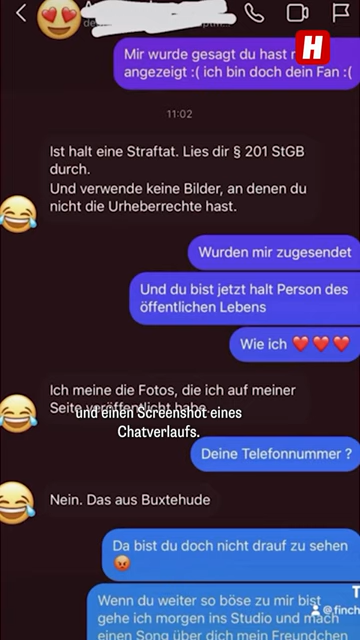 H
Mir wurde gesagt du hast
angezeigt :( ich bin doch dein Fan :(
11:02
Ist halt eine Straftat. Lies dir § 201 StGB
durch.
Und verwende keine Bilder, an denen du
nicht die Urheberrechte hast.
Wurden mir zugesendet
Und du bist jetzt halt Person des
öffentlichen Lebens
Wie ich ❤️ ❤️ ❤️
Ich meine die Fotos, die ich auf meiner
Seite veröffentlicht habe.
und einen Screenshot eines
Chatverlaufs.
Deine Telefonnummer ?
Nein. Das aus Buxtehude
Da bist du doch nicht drauf zu sehen
😡
Wenn du weiter so böse zu mir bist
gehe ich morgen ins Studio und mach
einen Song über dich mein Freundchen
@finch